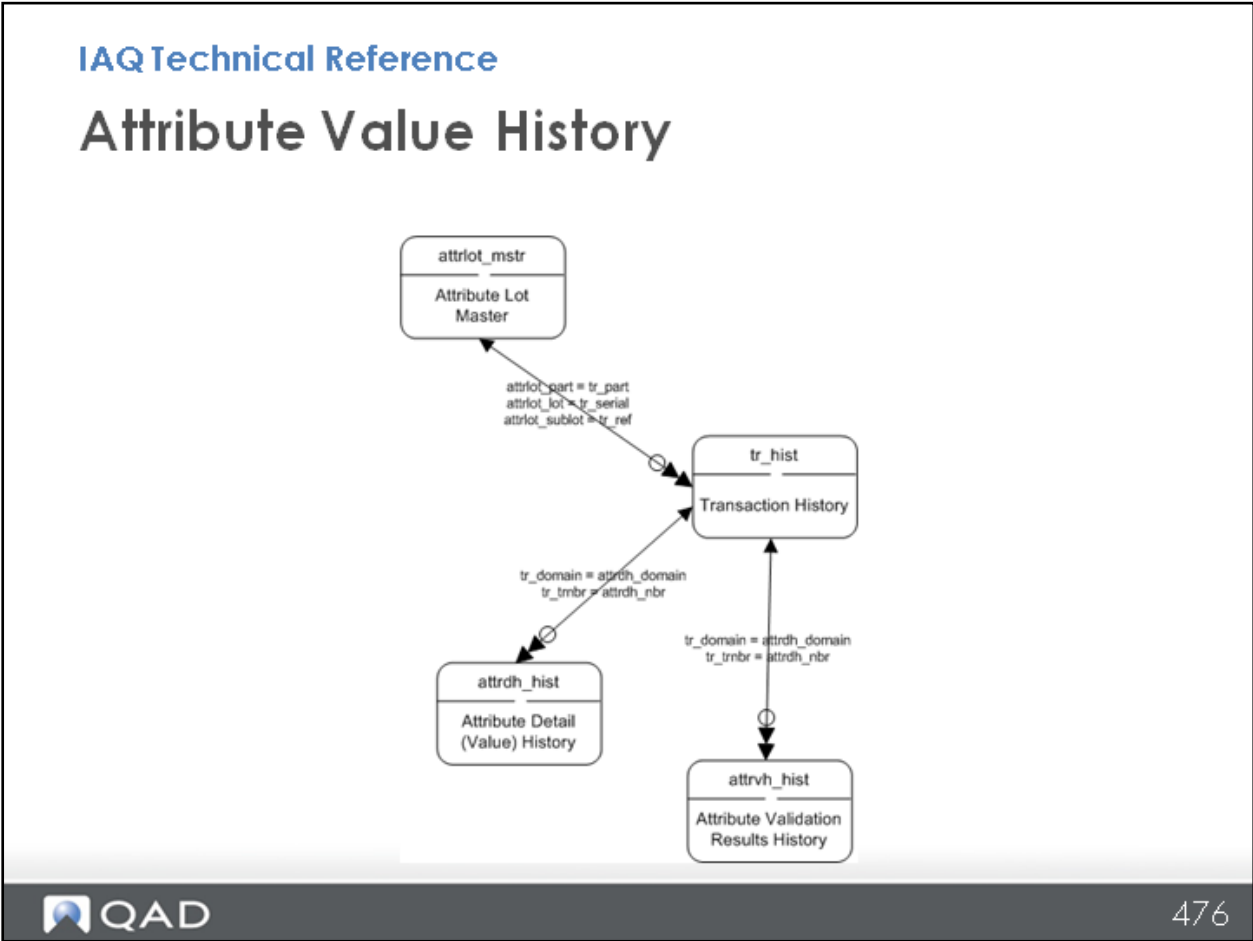 IAQ Technical Reference
Attribute Value History
attrlot_mstr
Attribute Lot
Master
attrlot_part = tr_part
attrlot_lot = tr_serial
attrlot_sublot = tr_ref
tr_hist
Transaction History
tr_domain = attrdh_domain
tr_trnbr = attrdh_nbr
tr_domain = attrdh_domain
tr_trnbr = attrdh_nbr
attrdh_hist
Attribute Detail
(Value) History
attrvh_hist
Attribute Validation
Results History
QAD
476